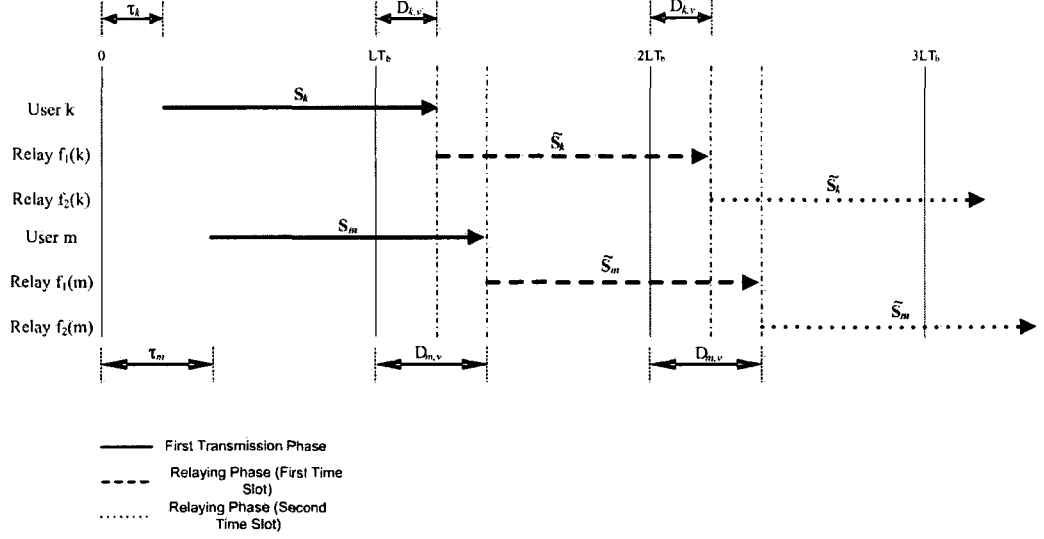 τk Dk,v Dk,v
0 LTb 2LTb 3LTb
User k Sk
Relay f1(k) S̃k
Relay f2(k) S̃k
User m Sm
Relay f1(m) S̃m
Relay f2(m) S̃m
τm Dm,v Dm,v
First Transmission Phase
Relaying Phase (First Time
Slot)
Relaying Phase (Second
Time Slot)